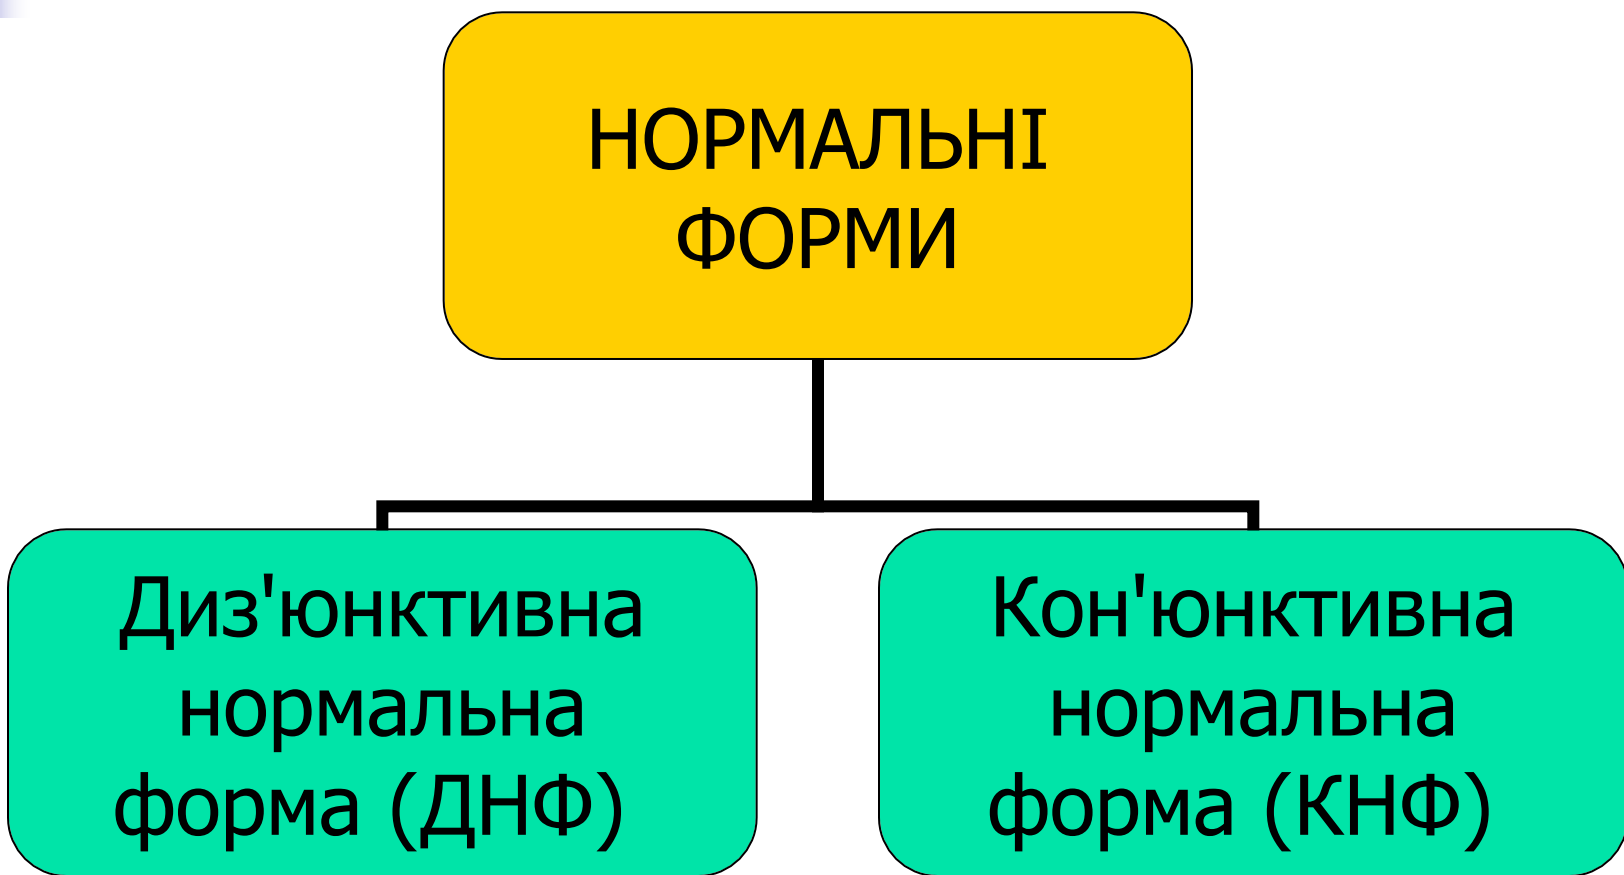 НОРМАЛЬНІ
ФОРМИ
Диз'юнктивна
нормальна
форма (ДНФ)
Кон'юнктивна
нормальна
форма (КНФ)